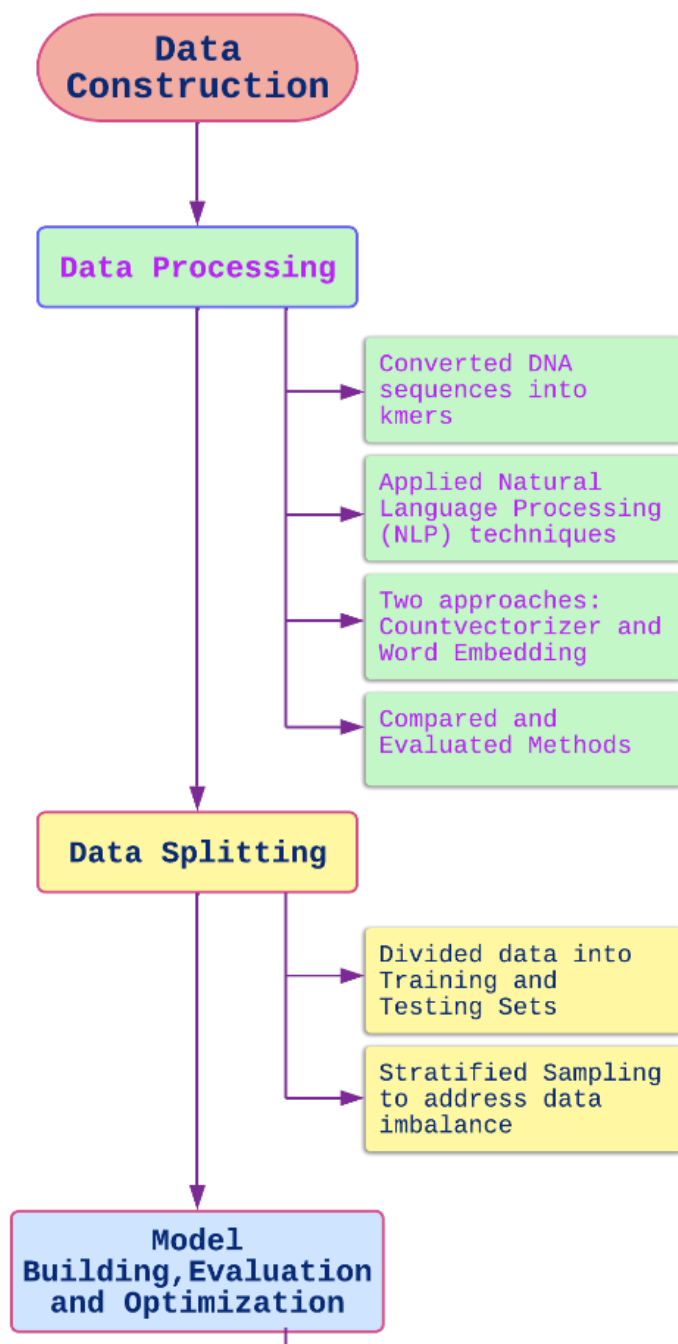 Data
Construction
Data Processing
Converted DNA
sequences into
kmers
Applied Natural
Language Processing
(NLP) techniques
Two approaches:
Countvectorizer and
Word Embedding
Compared and
Evaluated Methods
Data Splitting
Divided data into
Training and
Testing Sets
Stratified Sampling
to address data
imbalance
Model
Building,Evaluation
and Optimization